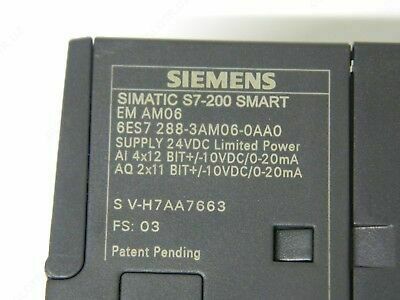 SIEMENS
SIMATIC S7-200 SMART
EM AM06
6ES7 288-3AM06-0AA0
SUPPLY 24VDC Limited Power
AI 4x12 BIT+/-10VDC/0-20mA
AQ 2x11 BIT+/-10VDC/0-20mA
S V-H7AA7663
FS: 03
Patent Pending